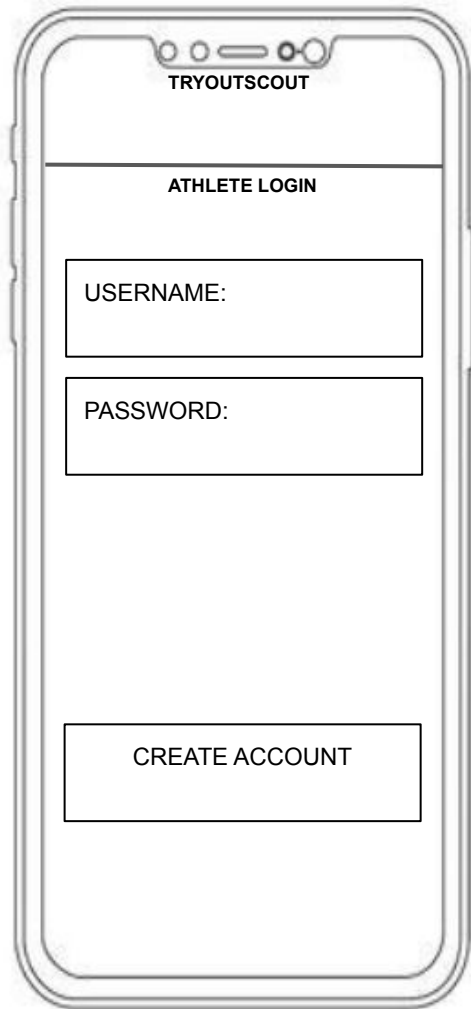 TRYOUTSCOUT
ATHLETE LOGIN
USERNAME:
PASSWORD:
CREATE ACCOUNT